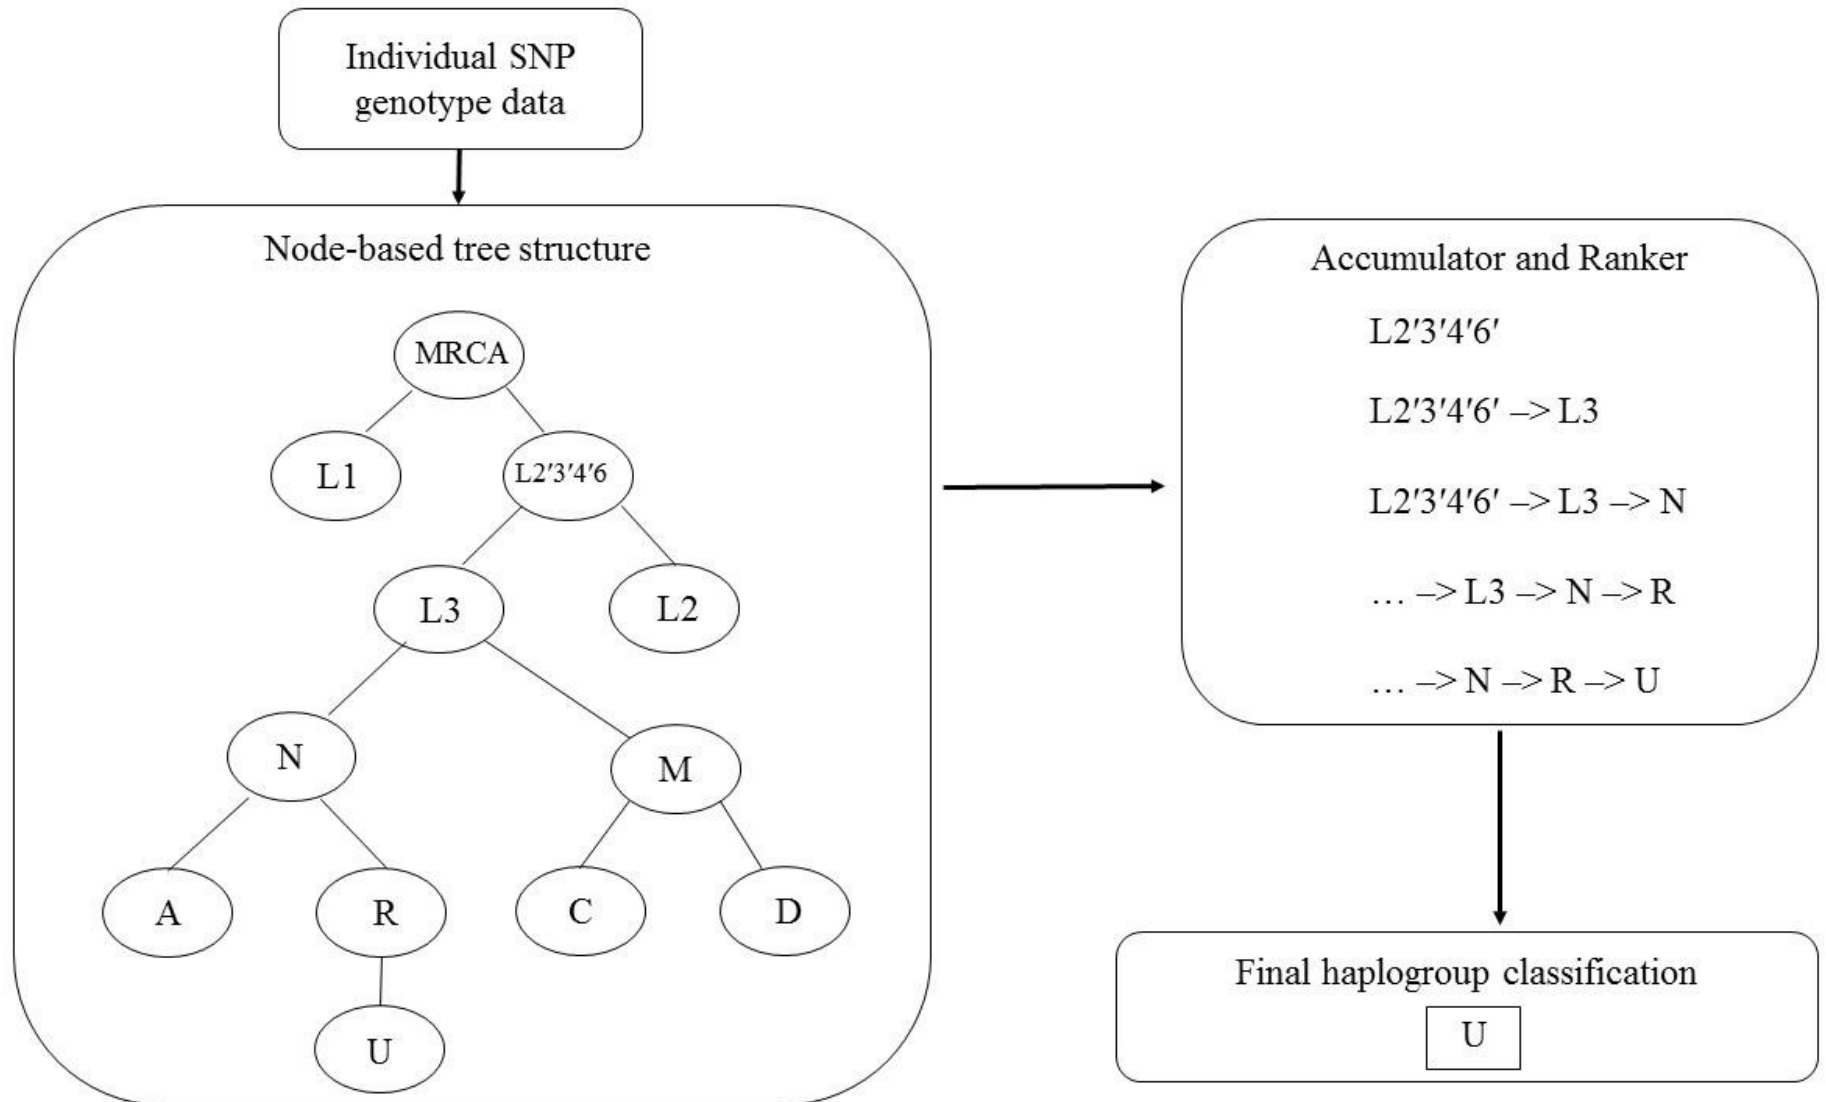 Individual SNP
genotype data
Node-based tree structure
MRCA
L1
L2'3'4'6
L3
L2
N
M
A
R
C
D
U
Accumulator and Ranker
L2'3'4'6'
L2'3'4'6' –> L3
L2'3'4'6' –> L3 –> N
… –> L3 –> N –> R
… –> N –> R –> U
Final haplogroup classification
U